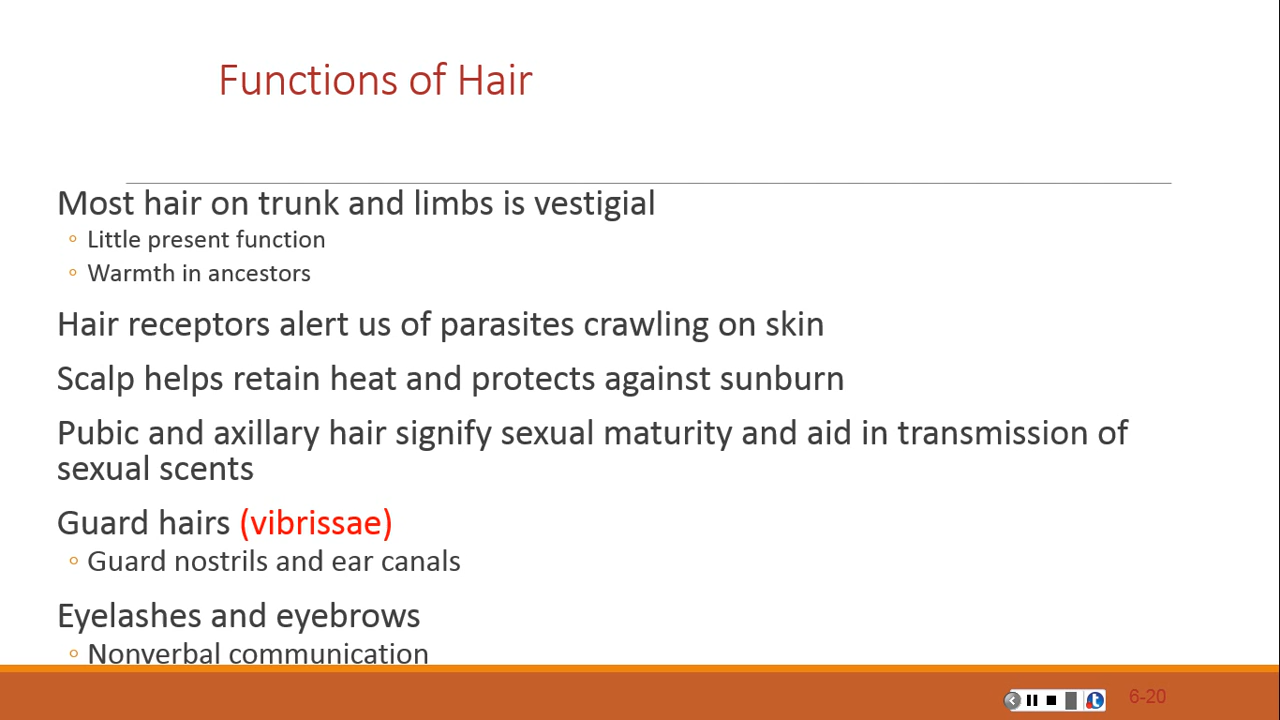 Functions of Hair
Most hair on trunk and limbs is vestigial
◦ Little present function
◦ Warmth in ancestors
Hair receptors alert us of parasites crawling on skin
Scalp helps retain heat and protects against sunburn
Pubic and axillary hair signify sexual maturity and aid in transmission of
sexual scents
Guard hairs (vibrissae)
◦ Guard nostrils and ear canals
Eyelashes and eyebrows
◦ Nonverbal communication
t
6-20